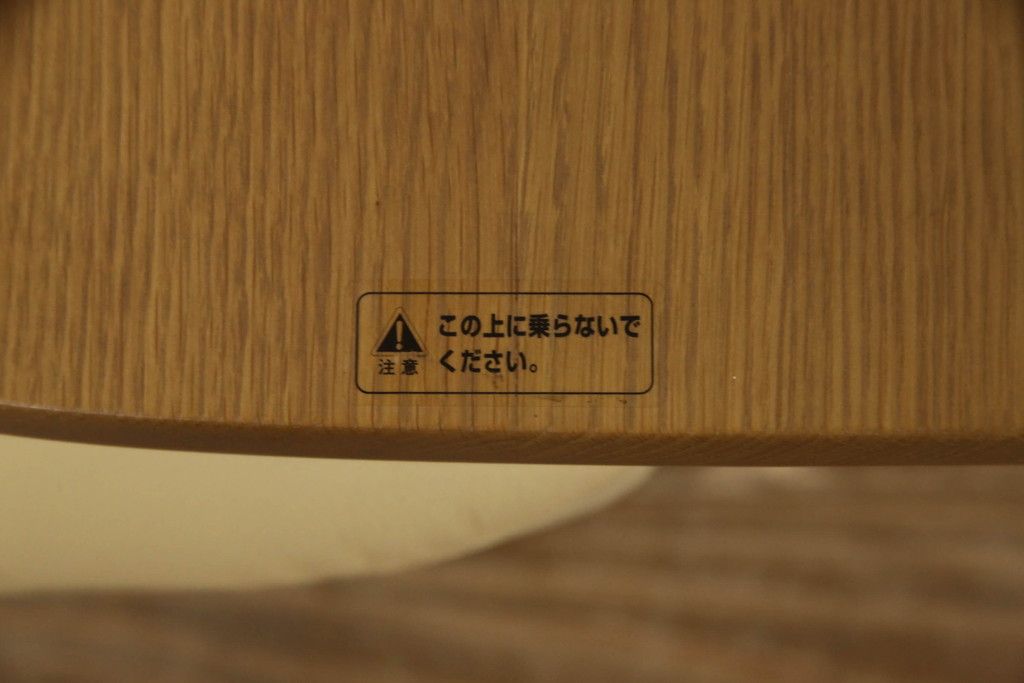 この上に乗らないで
ください。
注意